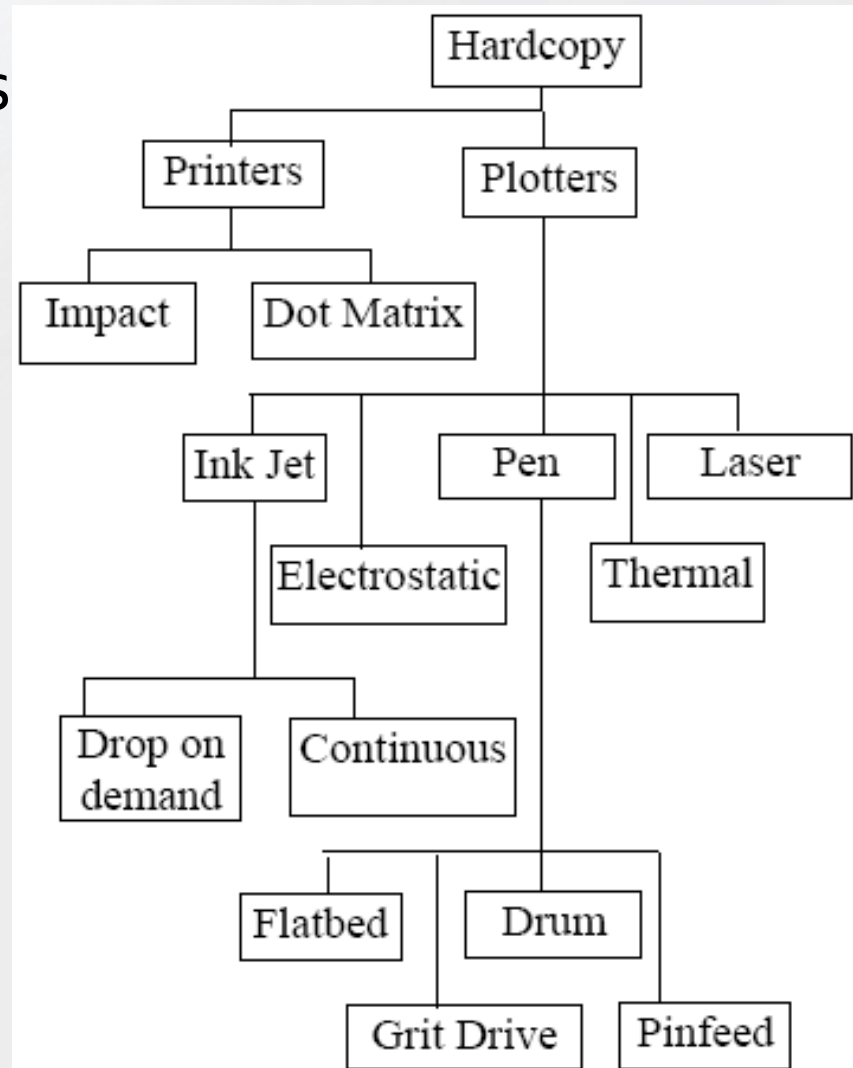 Hardcopy
s
Printers
Plotters
Impact
Dot Matrix
Ink Jet
Pen
Laser
Electrostatic
Thermal
Drop on
demand
Continuous
Flatbed
Drum
Grit Drive
Pinfeed